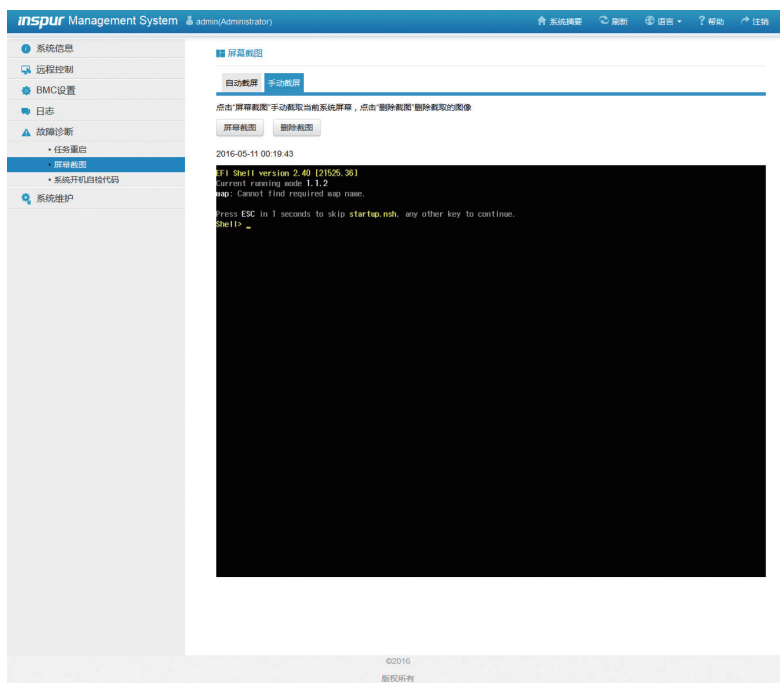 inspur Management System admin(Administrator) 系统摘要 刷新 语言 帮助 注销
系统信息
远程控制
BMC设置
日志
故障诊断
•任务重启
•屏幕截图
•系统开机自检代码
系统维护
屏幕截图
自动截屏 手动截屏
点击"屏幕截图"手动截取当前系统屏幕，点击"删除截图"删除截取的图像
屏幕截图 删除截图
2016-05-11 00:19:43
EFI Shell version 2.40 [21525.36]
Current running mode 1.1.2
map: Cannot find required map name.
Press ESC in 1 seconds to skip startup.nsh, any other key to continue.
Shell> _
©2016
版权所有